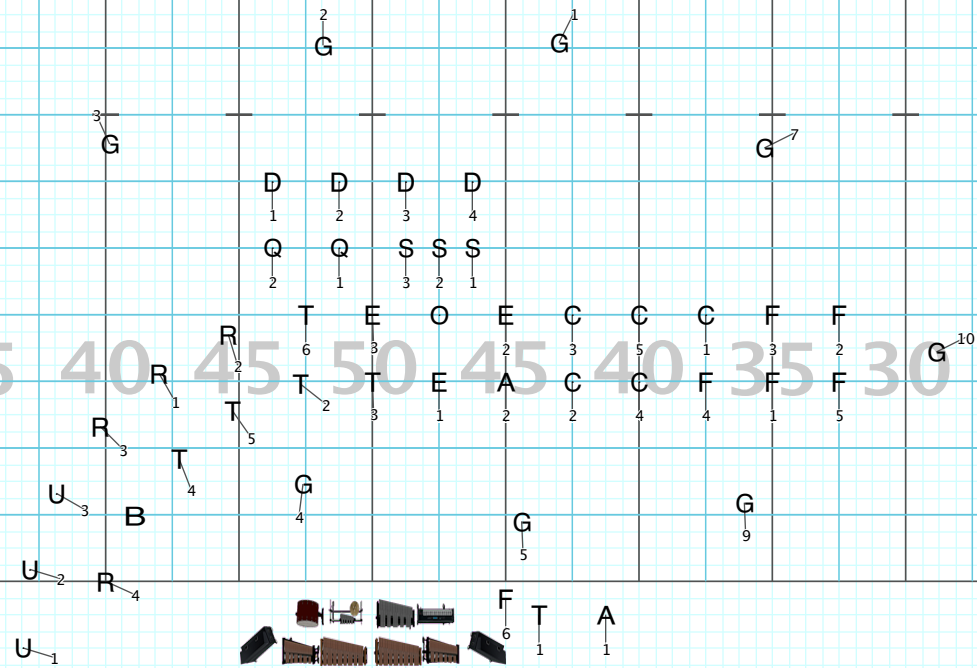 2 1
G G
3 7
G G
D D D D
1 2 3 4
Q Q S S S
2 1 3 2 1
T E O E C C C F F
6 3 2 3 5 1 3 2
R 10
2 G
5 40 45 50 45 40 35 30
R T T E A C C F F F
1 2 3 1 2 2 4 4 1 5
R T
3 5
T
4
U G G
3 4 9
B G
5
U R
2 4
F T A
6 1 1
U
1